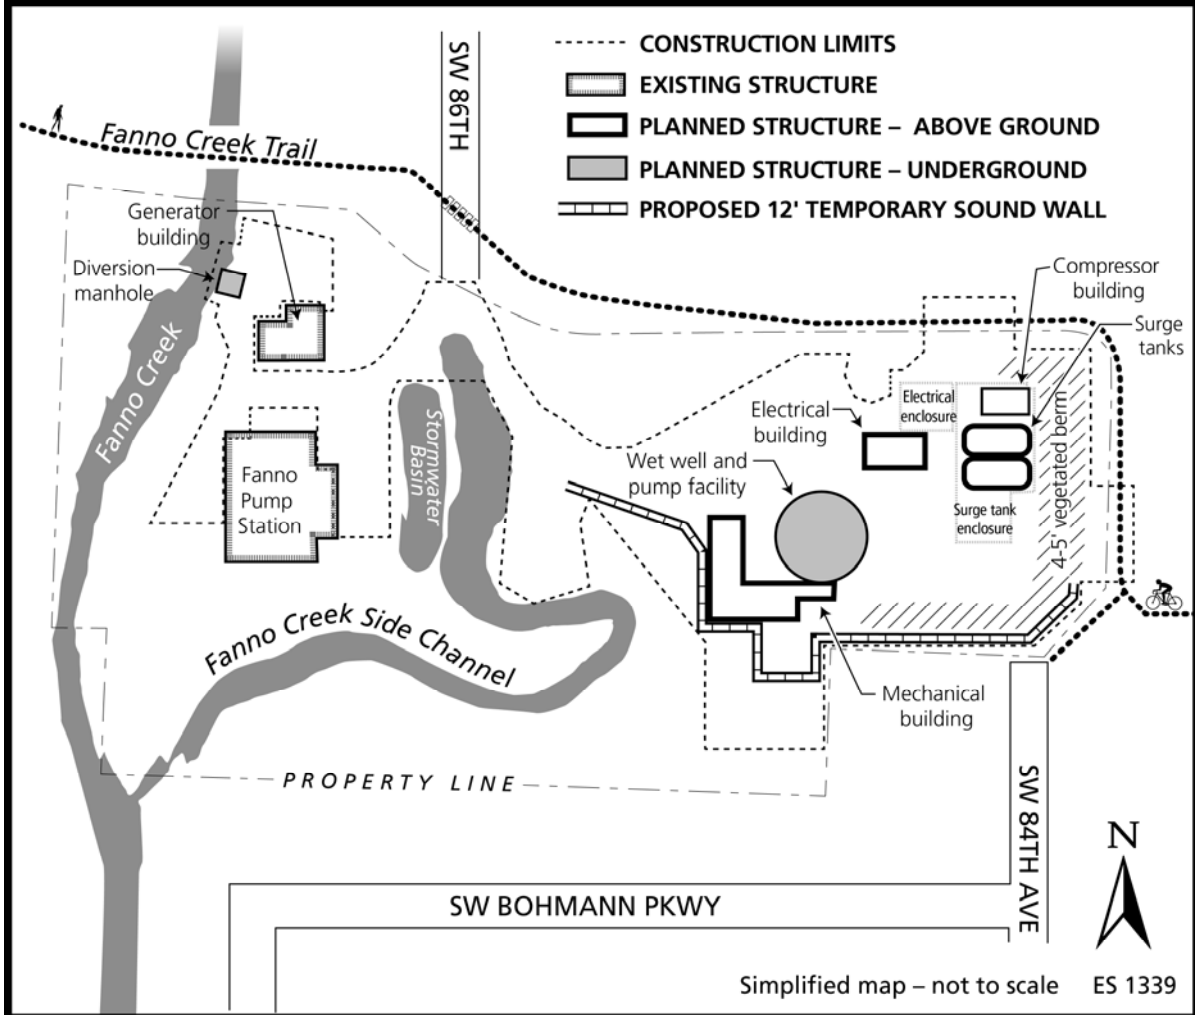 CONSTRUCTION LIMITS
EXISTING STRUCTURE
PLANNED STRUCTURE – ABOVE GROUND
PLANNED STRUCTURE – UNDERGROUND
PROPOSED 12' TEMPORARY SOUND WALL
SW 86TH
Fanno Creek Trail
Generator
building
Diversion
manhole
Fanno Creek
Compressor
building
Surge
tanks
Electrical
enclosure
Electrical
building
Stormwater
Basin
4-5' vegetated berm
Wet well and
pump facility
Fanno
Pump
Station
Surge tank
enclosure
Fanno Creek Side Channel
Mechanical
building
PROPERTY LINE
SW 84TH AVE
N
SW BOHMANN PKWY
Simplified map – not to scale ES 1339